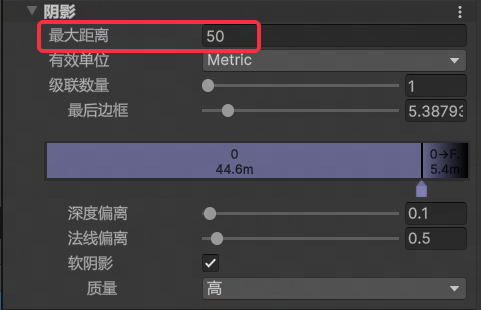 阴影
最大距离 50
有效单位 Metric
级联数量 1
最后边框 5.38793
0 0→F.
44.6m 5.4m
深度偏离 0.1
法线偏离 0.5
软阴影
质量 高